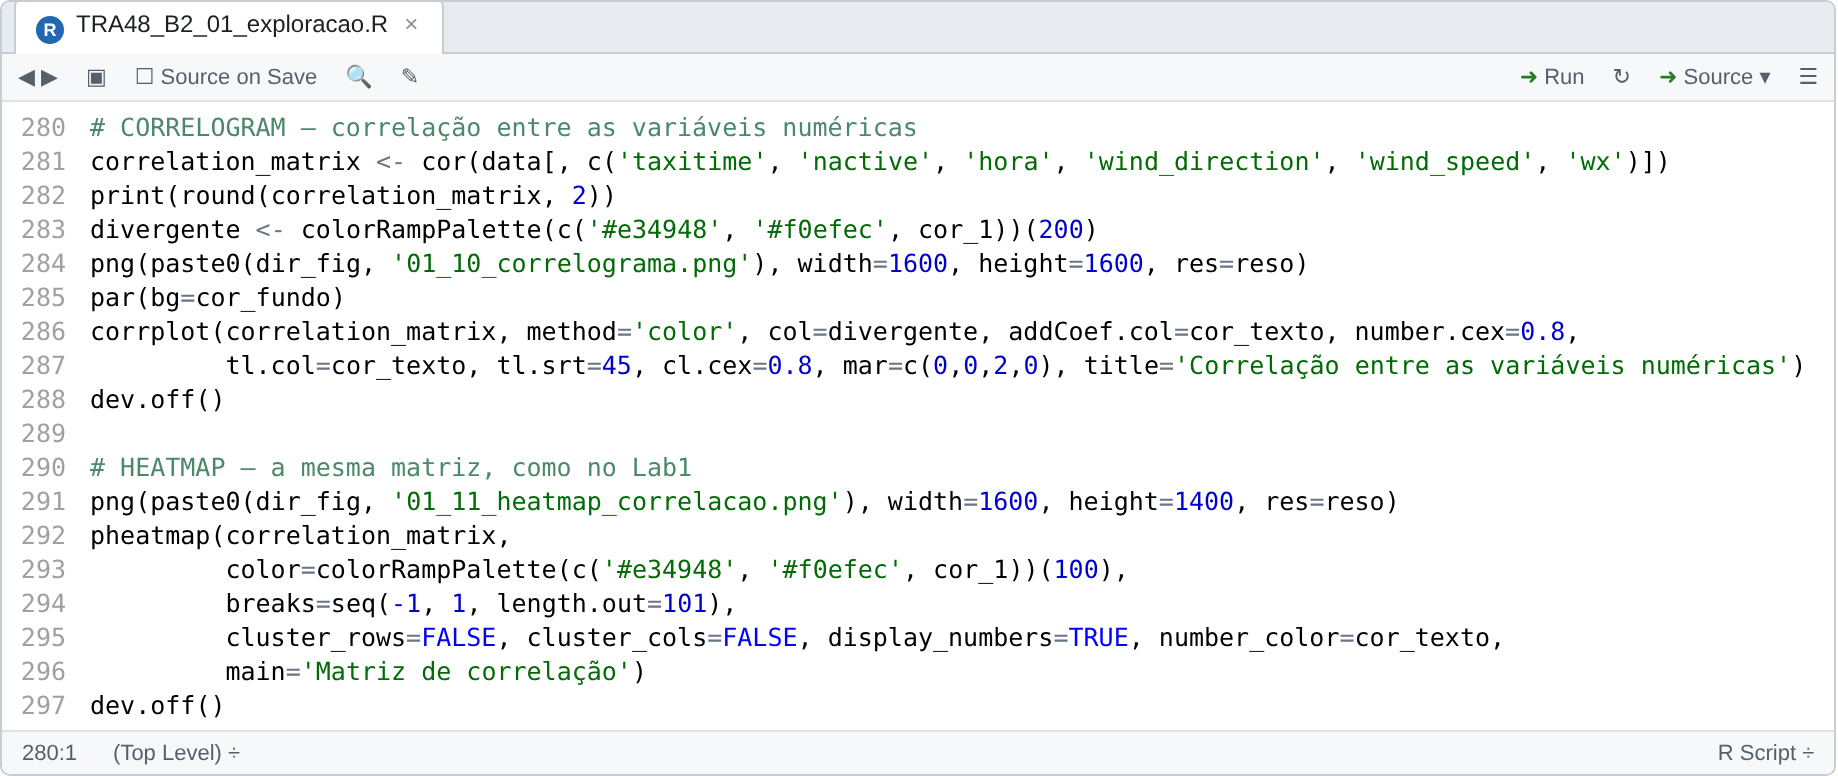 R TRA48_B2_01_exploracao.R ×
◀ ▶ ▣ ☐ Source on Save 🔍 ✎ ➜ Run ↻ ➜ Source ▾ ☰
280 # CORRELOGRAM — correlação entre as variáveis numéricas
281 correlation_matrix <- cor(data[, c('taxitime', 'nactive', 'hora', 'wind_direction', 'wind_speed', 'wx')])
282 print(round(correlation_matrix, 2))
283 divergente <- colorRampPalette(c('#e34948', '#f0efec', cor_1))(200)
284 png(paste0(dir_fig, '01_10_correlograma.png'), width=1600, height=1600, res=reso)
285 par(bg=cor_fundo)
286 corrplot(correlation_matrix, method='color', col=divergente, addCoef.col=cor_texto, number.cex=0.8,
287          tl.col=cor_texto, tl.srt=45, cl.cex=0.8, mar=c(0,0,2,0), title='Correlação entre as variáveis numéricas')
288 dev.off()
289
290 # HEATMAP — a mesma matriz, como no Lab1
291 png(paste0(dir_fig, '01_11_heatmap_correlacao.png'), width=1600, height=1400, res=reso)
292 pheatmap(correlation_matrix,
293          color=colorRampPalette(c('#e34948', '#f0efec', cor_1))(100),
294          breaks=seq(-1, 1, length.out=101),
295          cluster_rows=FALSE, cluster_cols=FALSE, display_numbers=TRUE, number_color=cor_texto,
296          main='Matriz de correlação')
297 dev.off()
280:1 (Top Level) ÷ R Script ÷